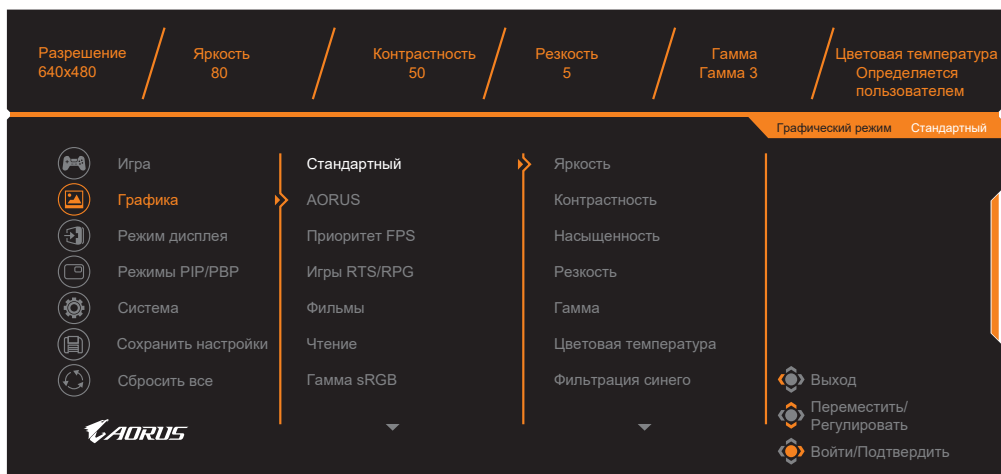 Разрешение
640x480
Яркость
80
Контрастность
50
Резкость
5
Гамма
Гамма 3
Цветовая температура
Определяется
пользователем
Графический режим Стандартный
Игра
Графика
Режим дисплея
Режимы PIP/PBP
Система
Сохранить настройки
Сбросить все
Стандартный
AORUS
Приоритет FPS
Игры RTS/RPG
Фильмы
Чтение
Гамма sRGB
Яркость
Контрастность
Насыщенность
Резкость
Гамма
Цветовая температура
Фильтрация синего
Выход
Переместить/
Регулировать
Войти/Подтвердить
AORUS